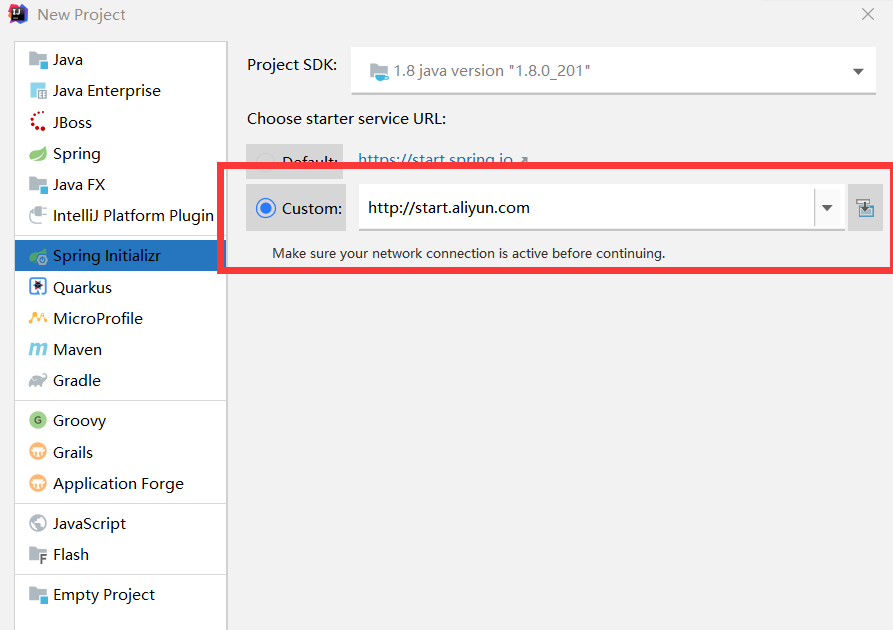 New Project
Java
Java Enterprise
JBoss
Spring
Java FX
IntelliJ Platform Plugin
Spring Initializr
Quarkus
MicroProfile
Maven
Gradle
Groovy
Grails
Application Forge
JavaScript
Flash
Empty Project
Project SDK: 1.8 java version "1.8.0_201"
Choose starter service URL:
Default: https://start.spring.io
Custom: http://start.aliyun.com
Make sure your network connection is active before continuing.